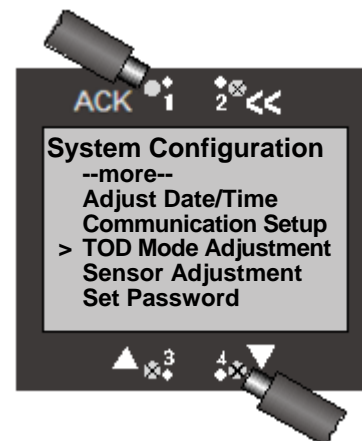 ACK 1 2 <<
System Configuration
--more--
Adjust Date/Time
Communication Setup
> TOD Mode Adjustment
Sensor Adjustment
Set Password
3 4